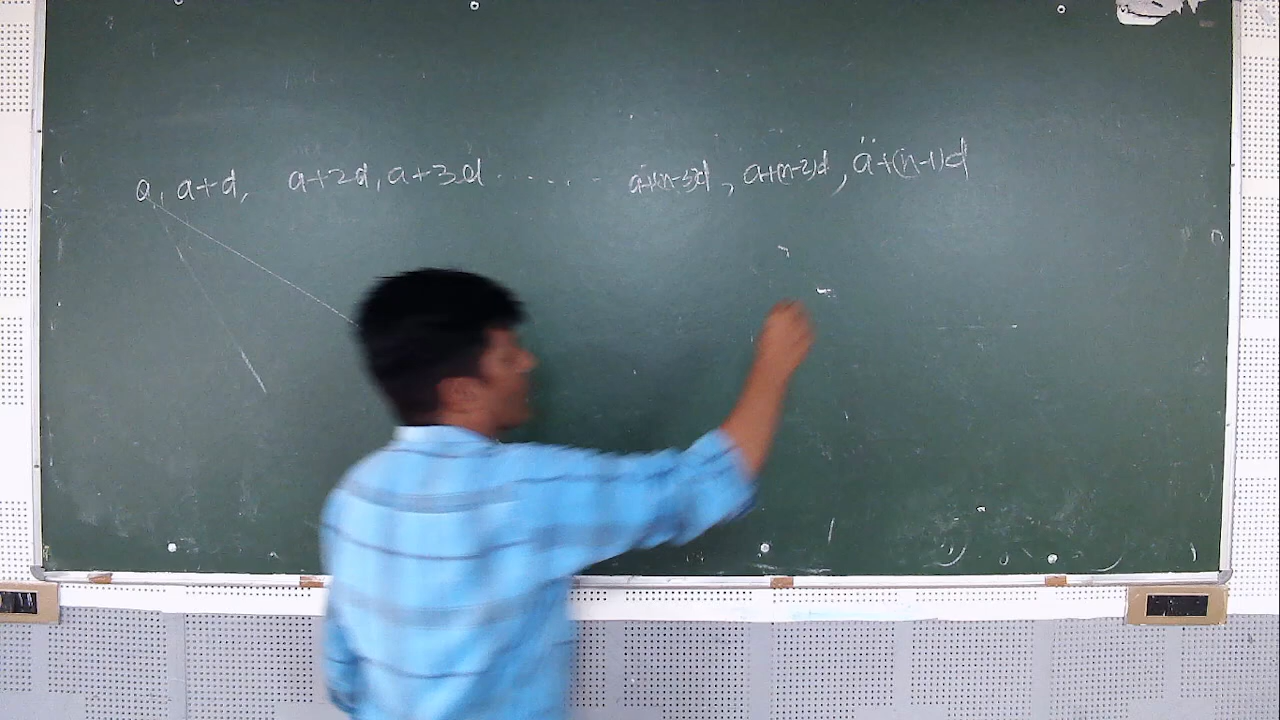 a, a+d, a+2d, a+3d ...... a+(n-3)d, a+(n-2)d, a+(n-1)d